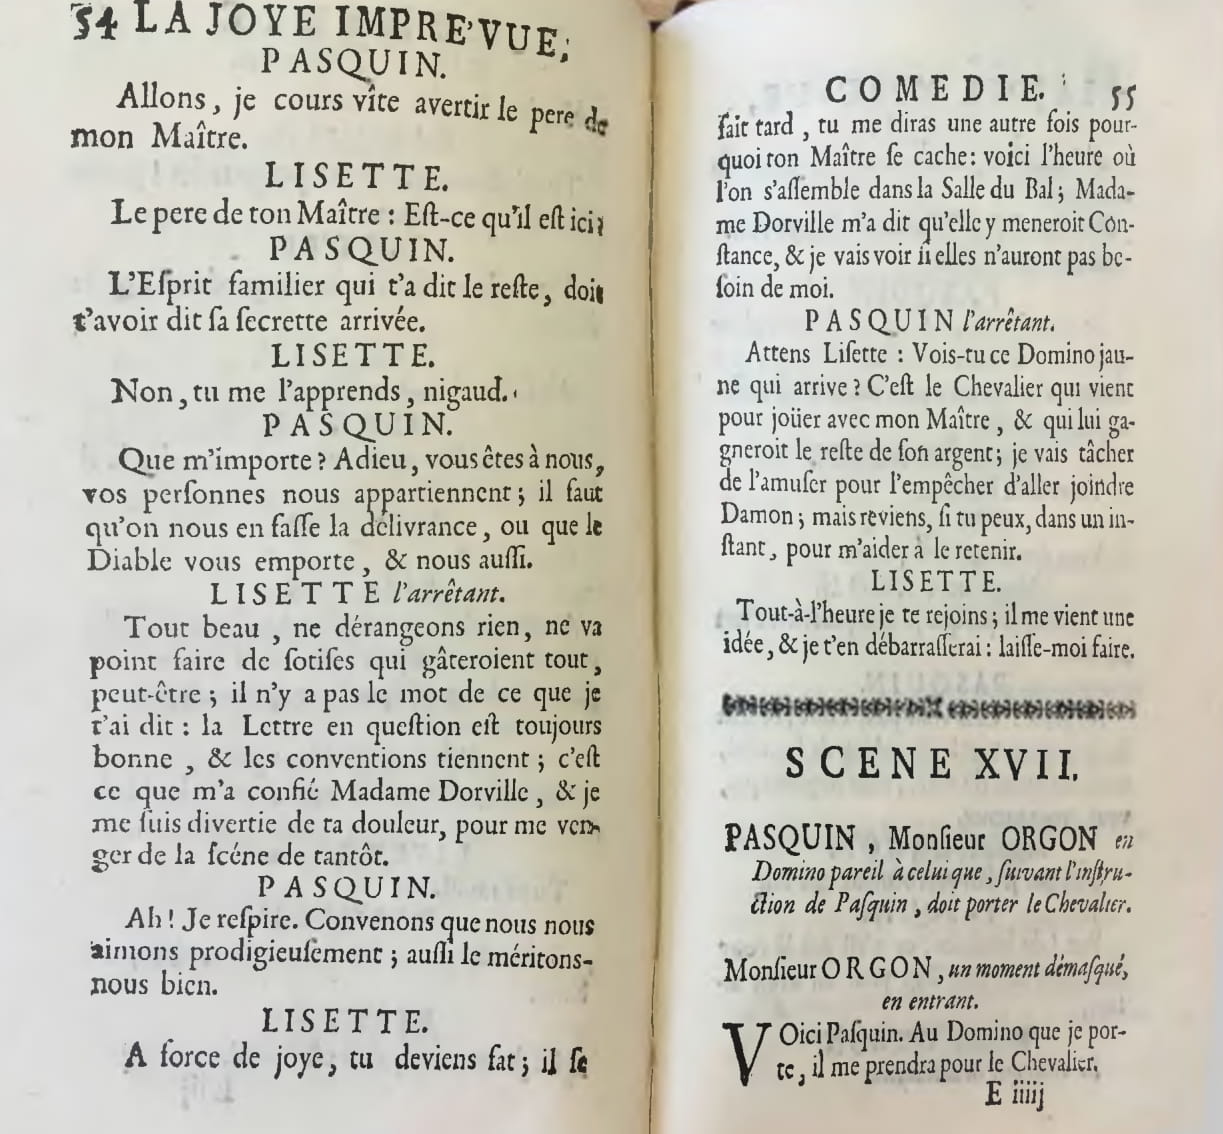 54 LA JOYE IMPRE'VUE,
PASQUIN.
Allons, je cours vîte avertir le pere de
mon Maître.
LISETTE.
Le pere de ton Maître : Eſt-ce qu'il eſt ici ?
PASQUIN.
L'Eſprit familier qui t'a dit le reſte, doit
t'avoir dit ſa ſecrette arrivée.
LISETTE.
Non, tu me l'apprends, nigaud.
PASQUIN.
Que m'importe ? Adieu, vous êtes à nous,
vos perſonnes nous appartiennent ; il faut
qu'on nous en faſſe la délivrance, ou que le
Diable vous emporte, & nous auſſi.
LISETTE l'arrêtant.
Tout beau , ne dérangeons rien, ne va
point faire de ſotiſes qui gâteroient tout,
peut-être ; il n'y a pas le mot de ce que je
t'ai dit : la Lettre en queſtion eſt toujours
bonne , & les conventions tiennent ; c'eſt
ce que m'a confié Madame Dorville, & je
me ſuis divertie de ta douleur, pour me ven-
ger de la ſcéne de tantôt.
PASQUIN.
Ah ! Je reſpire. Convenons que nous nous
aimons prodigieuſement ; auſſi le méritons-
nous bien.
LISETTE.
A force de joye, tu deviens fat ; il ſe
COMEDIE. 55
fait tard , tu me diras une autre fois pour-
quoi ton Maître ſe cache : voici l'heure où
l'on s'aſſemble dans la Salle du Bal ; Mada-
me Dorville m'a dit qu'elle y meneroit Con-
ſtance, & je vais voir ſi elles n'auront pas be-
ſoin de moi.
PASQUIN l'arrêtant.
Attens Liſette : Vois-tu ce Domino jau-
ne qui arrive ? C'eſt le Chevalier qui vient
pour joüer avec mon Maître , & qui lui ga-
gneroit le reſte de ſon argent ; je vais tâcher
de l'amuſer pour l'empêcher d'aller joindre
Damon ; mais reviens, ſi tu peux, dans un in-
ſtant, pour m'aider à le retenir.
LISETTE.
Tout-à-l'heure je te rejoins ; il me vient une
idée, & je t'en débarraſſerai : laiſſe-moi faire.
SCENE XVII.
PASQUIN , Monſieur ORGON en
Domino pareil à celui que, ſuivant l'inſtru-
ction de Paſquin , doit porter le Chevalier.
Monſieur ORGON, un moment démaſqué,
en entrant.
VOici Paſquin. Au Domino que je por-
te, il me prendra pour le Chevalier.
E iiiij